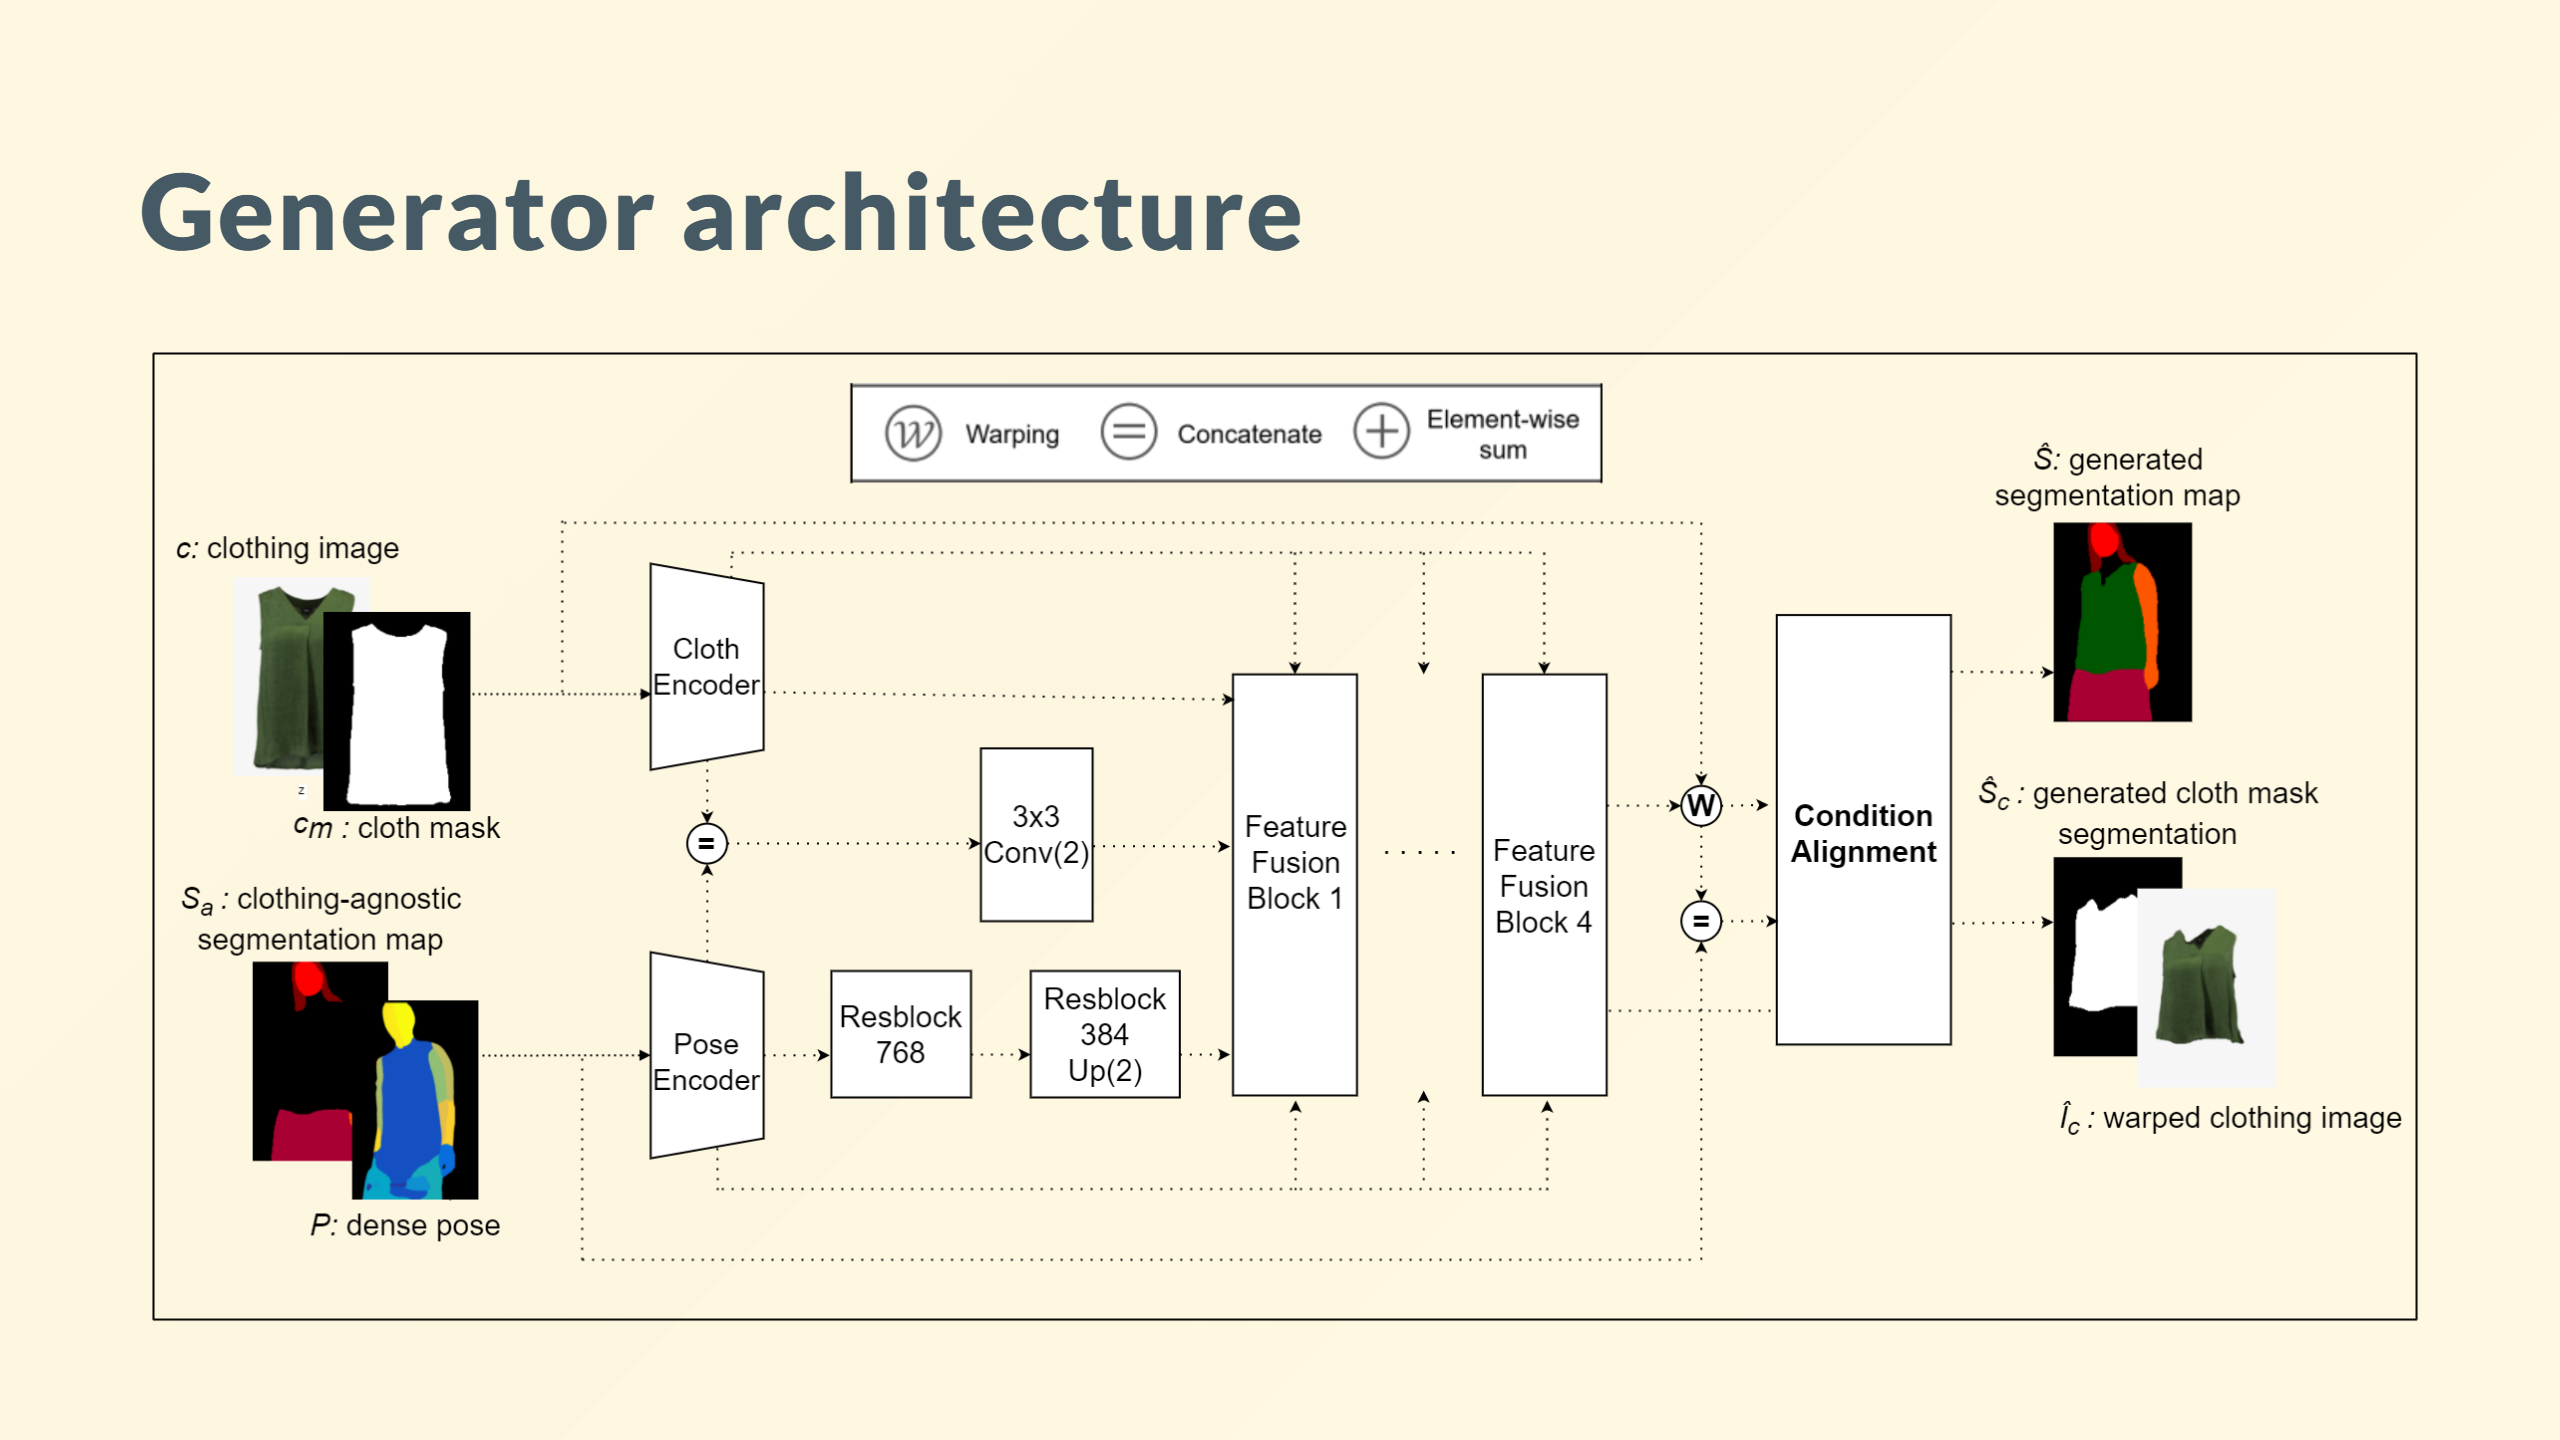 Generator architecture
W Warping = Concatenate + Element-wise
sum
c: clothing image
z
cm : cloth mask
Sa : clothing-agnostic
segmentation map
P: dense pose
Cloth
Encoder
=
Pose
Encoder
3x3
Conv(2)
Resblock
768
Resblock
384
Up(2)
Feature
Fusion
Block 1
. . . . .
Feature
Fusion
Block 4
W
=
Condition
Alignment
Ŝ: generated
segmentation map
Ŝc : generated cloth mask
segmentation
Îc : warped clothing image